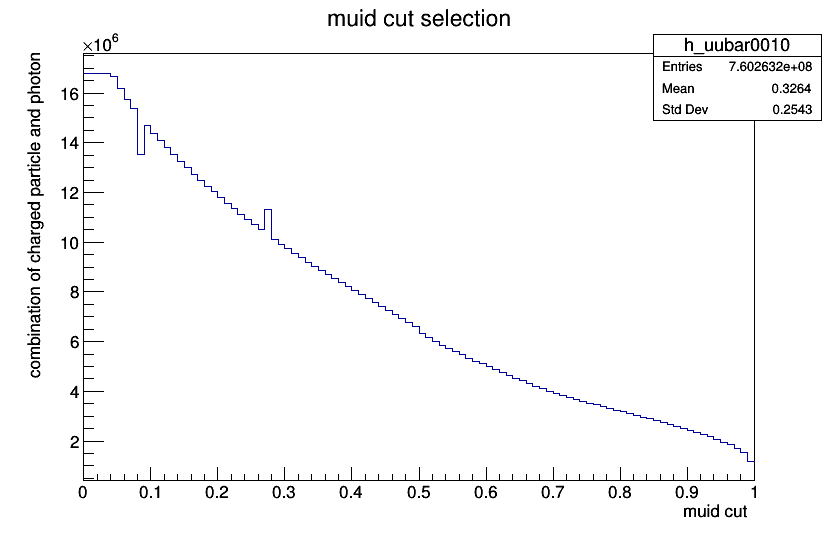 muid cut selection
×10⁶
h_uubar0010
Entries 7.602632e+08
Mean 0.3264
Std Dev 0.2543
combination of charged particle and photon
16
14
12
10
8
6
4
2
0 0.1 0.2 0.3 0.4 0.5 0.6 0.7 0.8 0.9 1
muid cut